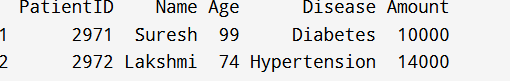 PatientID Name Age Disease Amount
1 2971 Suresh 99 Diabetes 10000
2 2972 Lakshmi 74 Hypertension 14000